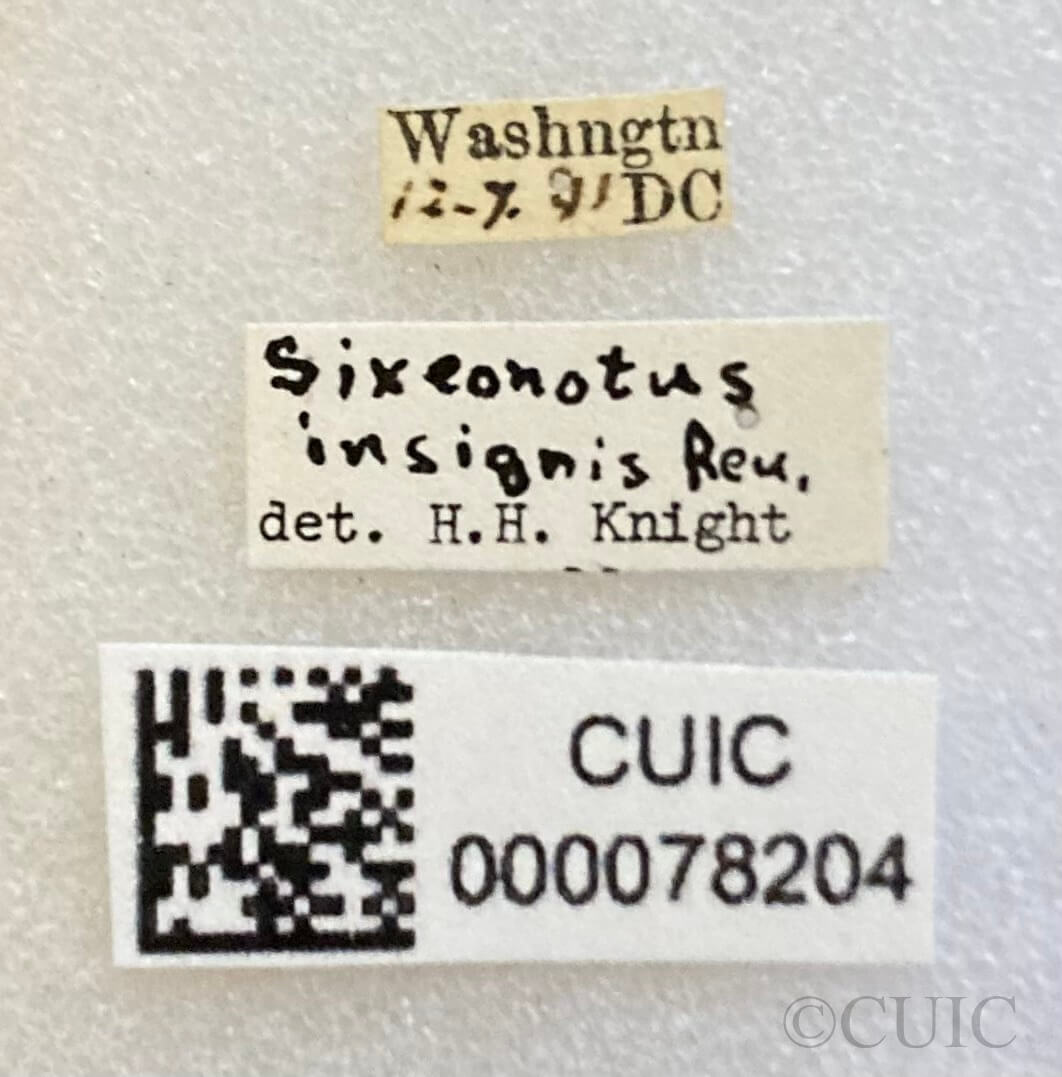 Washngtn
12-7. 91 DC
Sixeonotus
insignis Reu.
det. H.H. Knight
CUIC
000078204
©CUIC